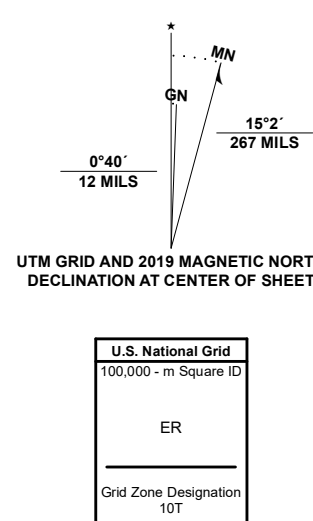 ★
MN
GN
15°2´
267 MILS
0°40´
12 MILS
UTM GRID AND 2019 MAGNETIC NORT
DECLINATION AT CENTER OF SHEET
U.S. National Grid
100,000 - m Square ID
ER
Grid Zone Designation
10T